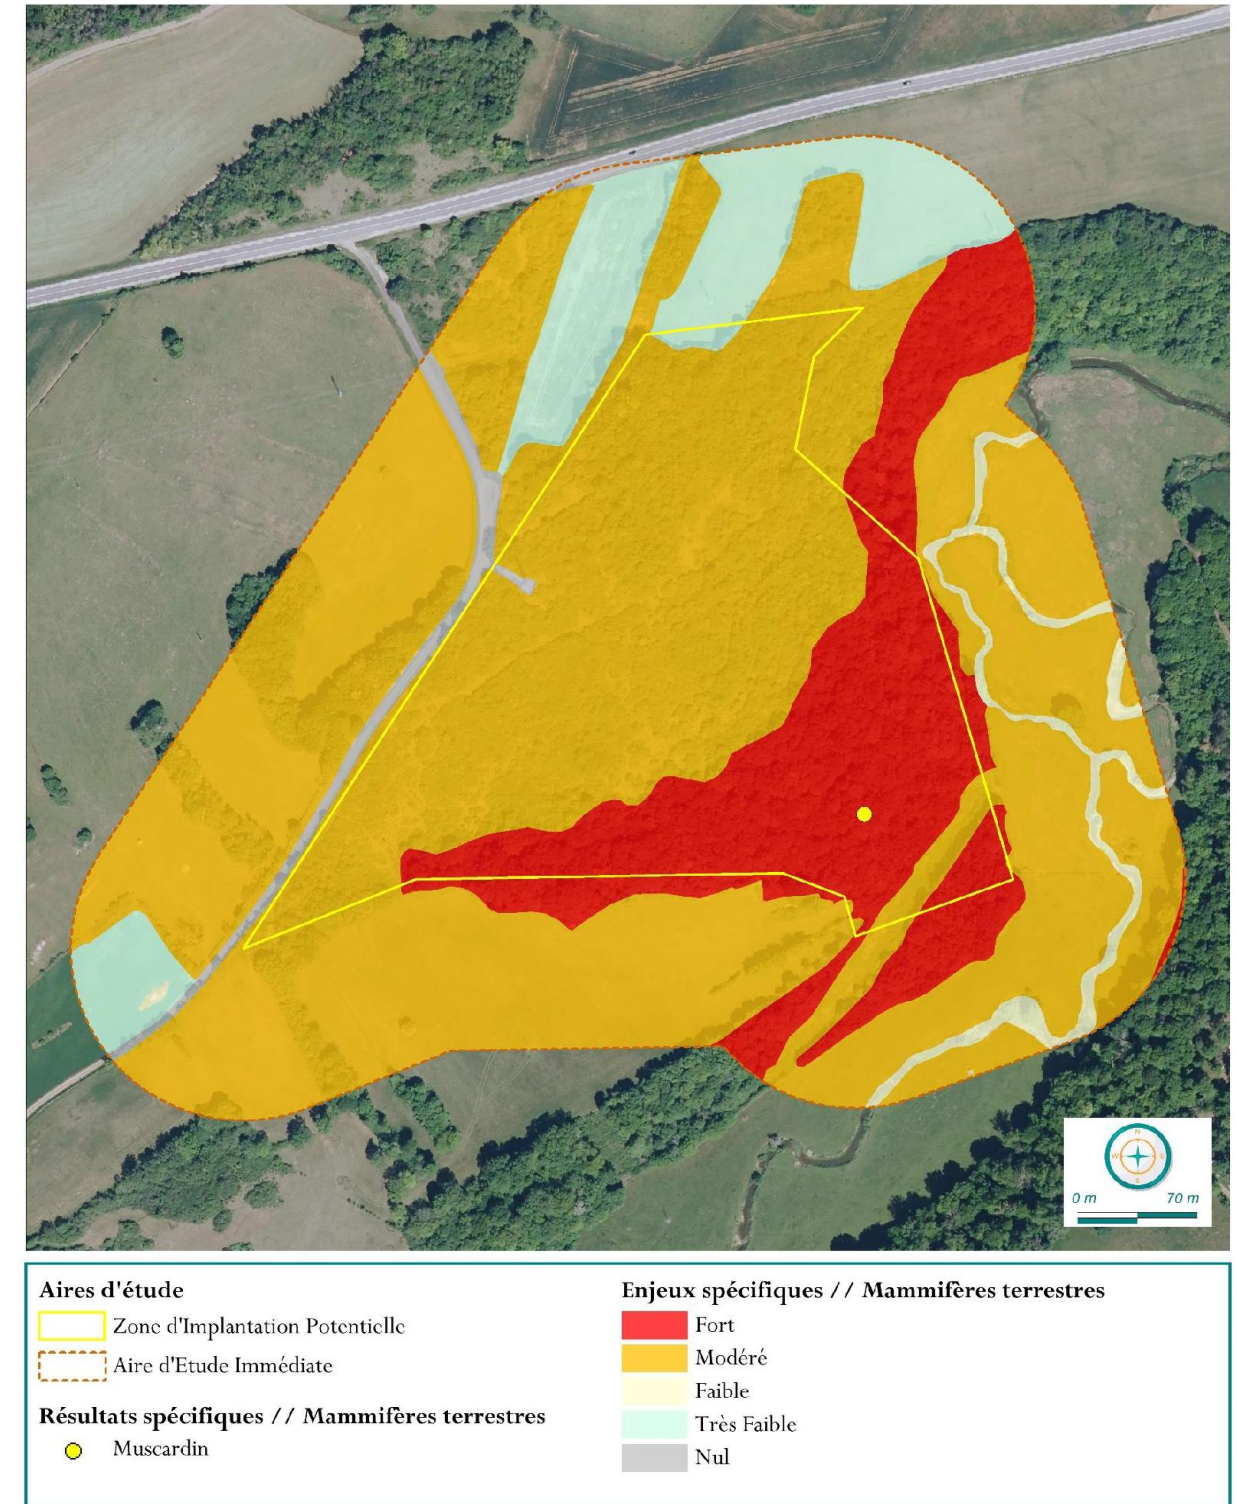 N
W
E
S
0 m 70 m
Aires d'étude
Zone d'Implantation Potentielle
Aire d'Etude Immédiate
Résultats spécifiques // Mammifères terrestres
Muscardin
Enjeux spécifiques // Mammifères terrestres
Fort
Modéré
Faible
Très Faible
Nul